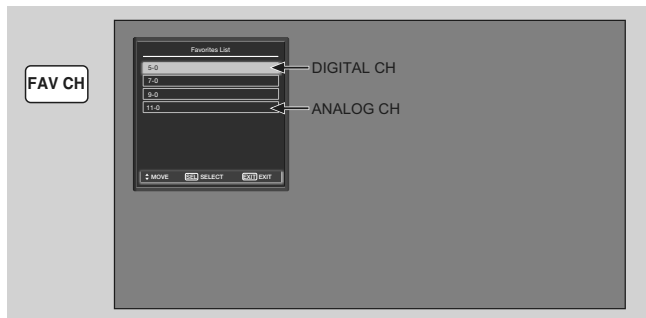 FAV CH
Favorites List
5-0
7-0
9-0
11-0
MOVE SEL SELECT EXIT EXIT
DIGITAL CH
ANALOG CH